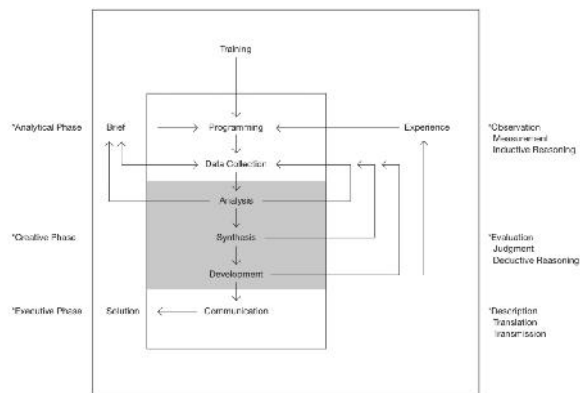 Training
*Analytical Phase
Brief
Programming
Experience
*Observation
Measurement
Inductive Reasoning
Data Collection
Analysis
*Creative Phase
Synthesis
*Evaluation
Judgment
Deductive Reasoning
Development
*Executive Phase
Solution
Communication
*Description
Translation
Transmission